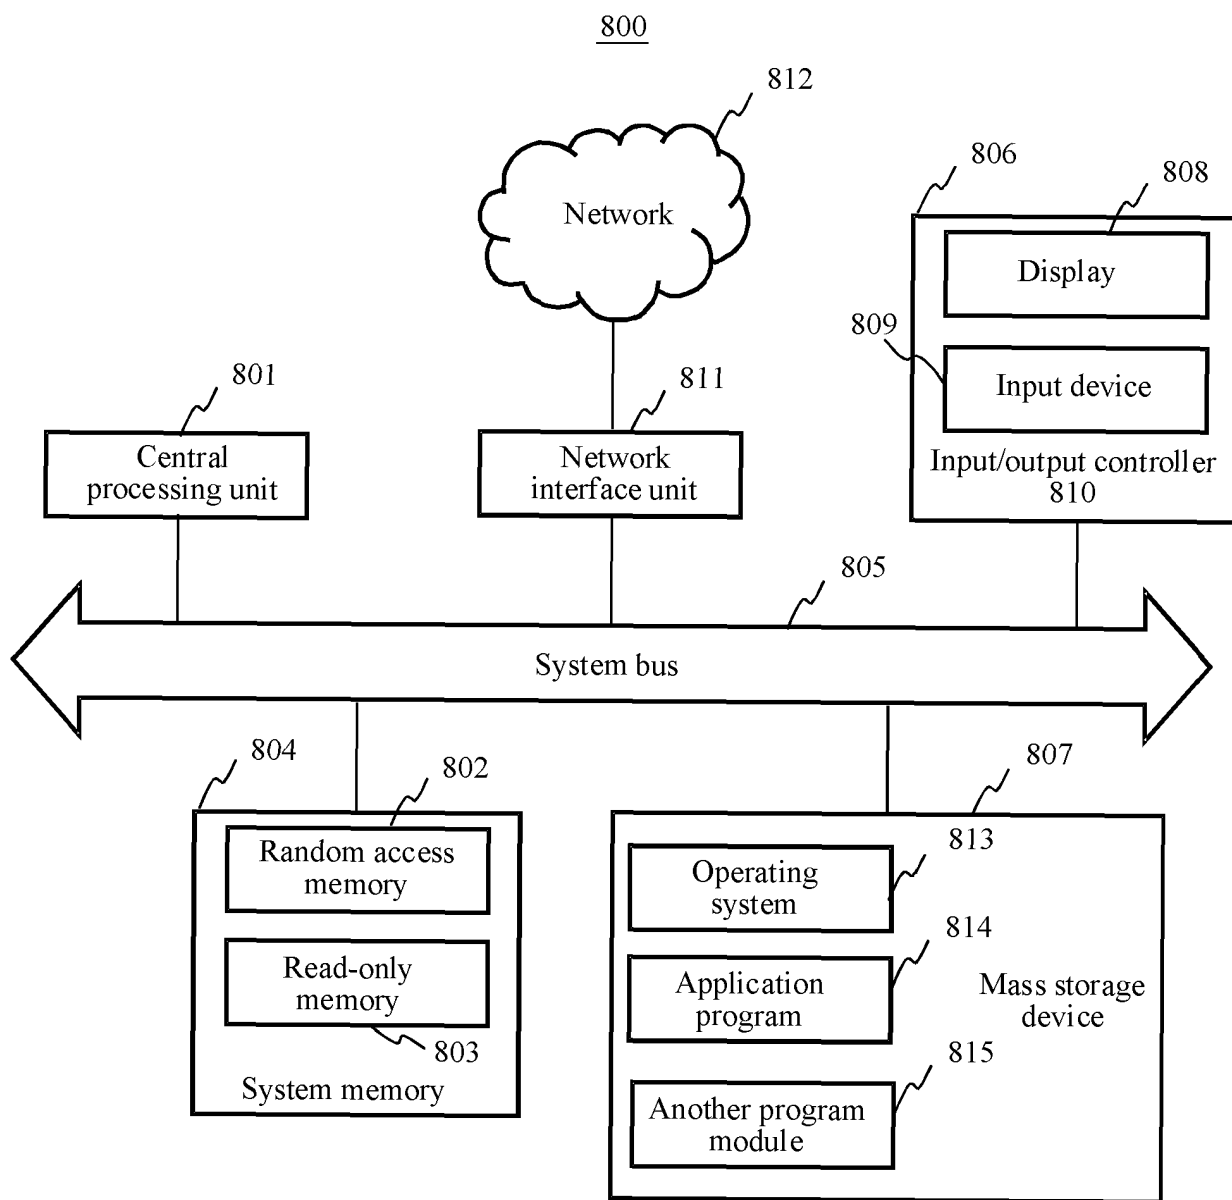 800
812
Network
806
808
Display
809
Input device
Input/output controller
810
801
Central
processing unit
811
Network
interface unit
805
System bus
804
802
Random access
memory
Read-only
memory
803
System memory
807
813
Operating
system
814
Application
program
Mass storage
device
815
Another program
module